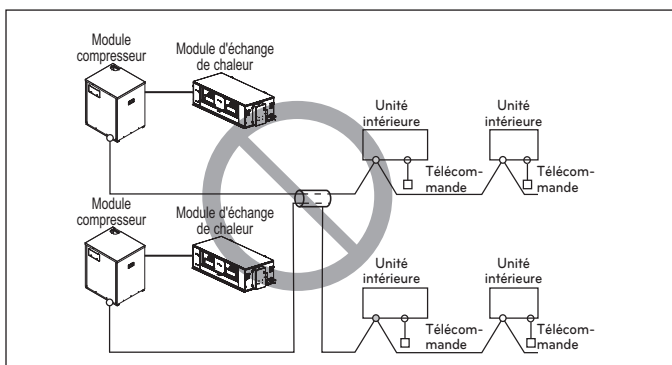 Module
compresseur
Module d'échange
de chaleur
Unité
intérieure
Unité
intérieure
Télécom-
mande
Télécom-
mande
Module
compresseur
Module d'échange
de chaleur
Unité
intérieure
Unité
intérieure
Télécom-
mande
Télécom-
mande